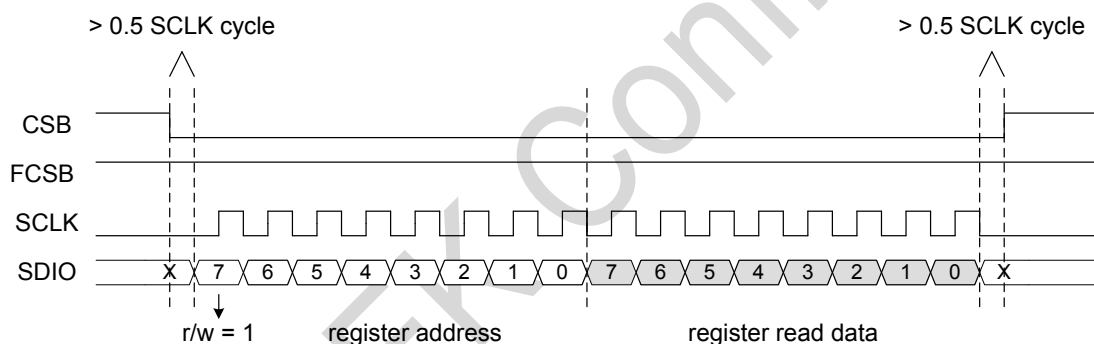 > 0.5 SCLK cycle > 0.5 SCLK cycle
CSB
FCSB
SCLK
SDIO X 7 6 5 4 3 2 1 0 7 6 5 4 3 2 1 0 X
r/w = 1 register address register read data